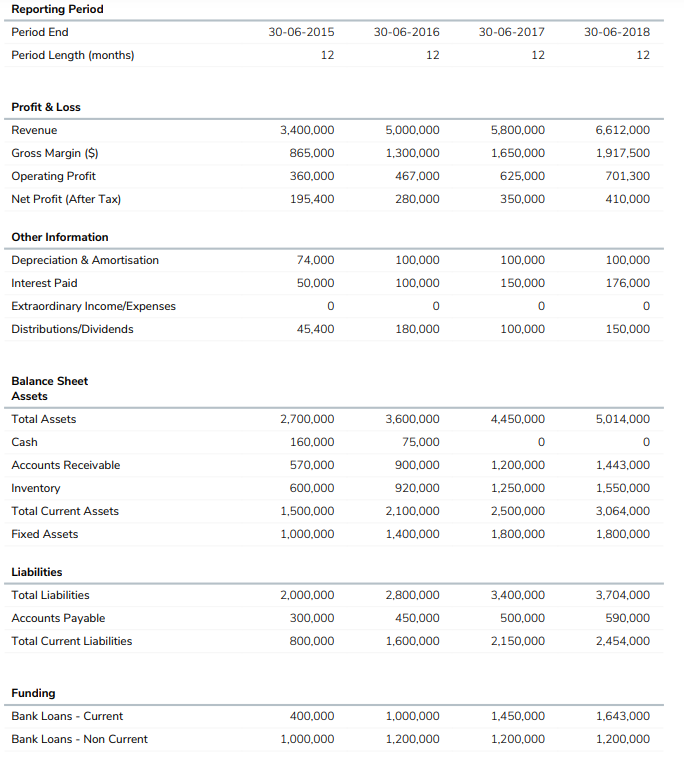 Reporting Period
Period End 30-06-2015 30-06-2016 30-06-2017 30-06-2018
Period Length (months) 12 12 12 12
Profit & Loss
Revenue 3,400,000 5,000,000 5,800,000 6,612,000
Gross Margin ($) 865,000 1,300,000 1,650,000 1,917,500
Operating Profit 360,000 467,000 625,000 701,300
Net Profit (After Tax) 195,400 280,000 350,000 410,000
Other Information
Depreciation & Amortisation 74,000 100,000 100,000 100,000
Interest Paid 50,000 100,000 150,000 176,000
Extraordinary Income/Expenses 0 0 0 0
Distributions/Dividends 45,400 180,000 100,000 150,000
Balance Sheet
Assets
Total Assets 2,700,000 3,600,000 4,450,000 5,014,000
Cash 160,000 75,000 0 0
Accounts Receivable 570,000 900,000 1,200,000 1,443,000
Inventory 600,000 920,000 1,250,000 1,550,000
Total Current Assets 1,500,000 2,100,000 2,500,000 3,064,000
Fixed Assets 1,000,000 1,400,000 1,800,000 1,800,000
Liabilities
Total Liabilities 2,000,000 2,800,000 3,400,000 3,704,000
Accounts Payable 300,000 450,000 500,000 590,000
Total Current Liabilities 800,000 1,600,000 2,150,000 2,454,000
Funding
Bank Loans - Current 400,000 1,000,000 1,450,000 1,643,000
Bank Loans - Non Current 1,000,000 1,200,000 1,200,000 1,200,000